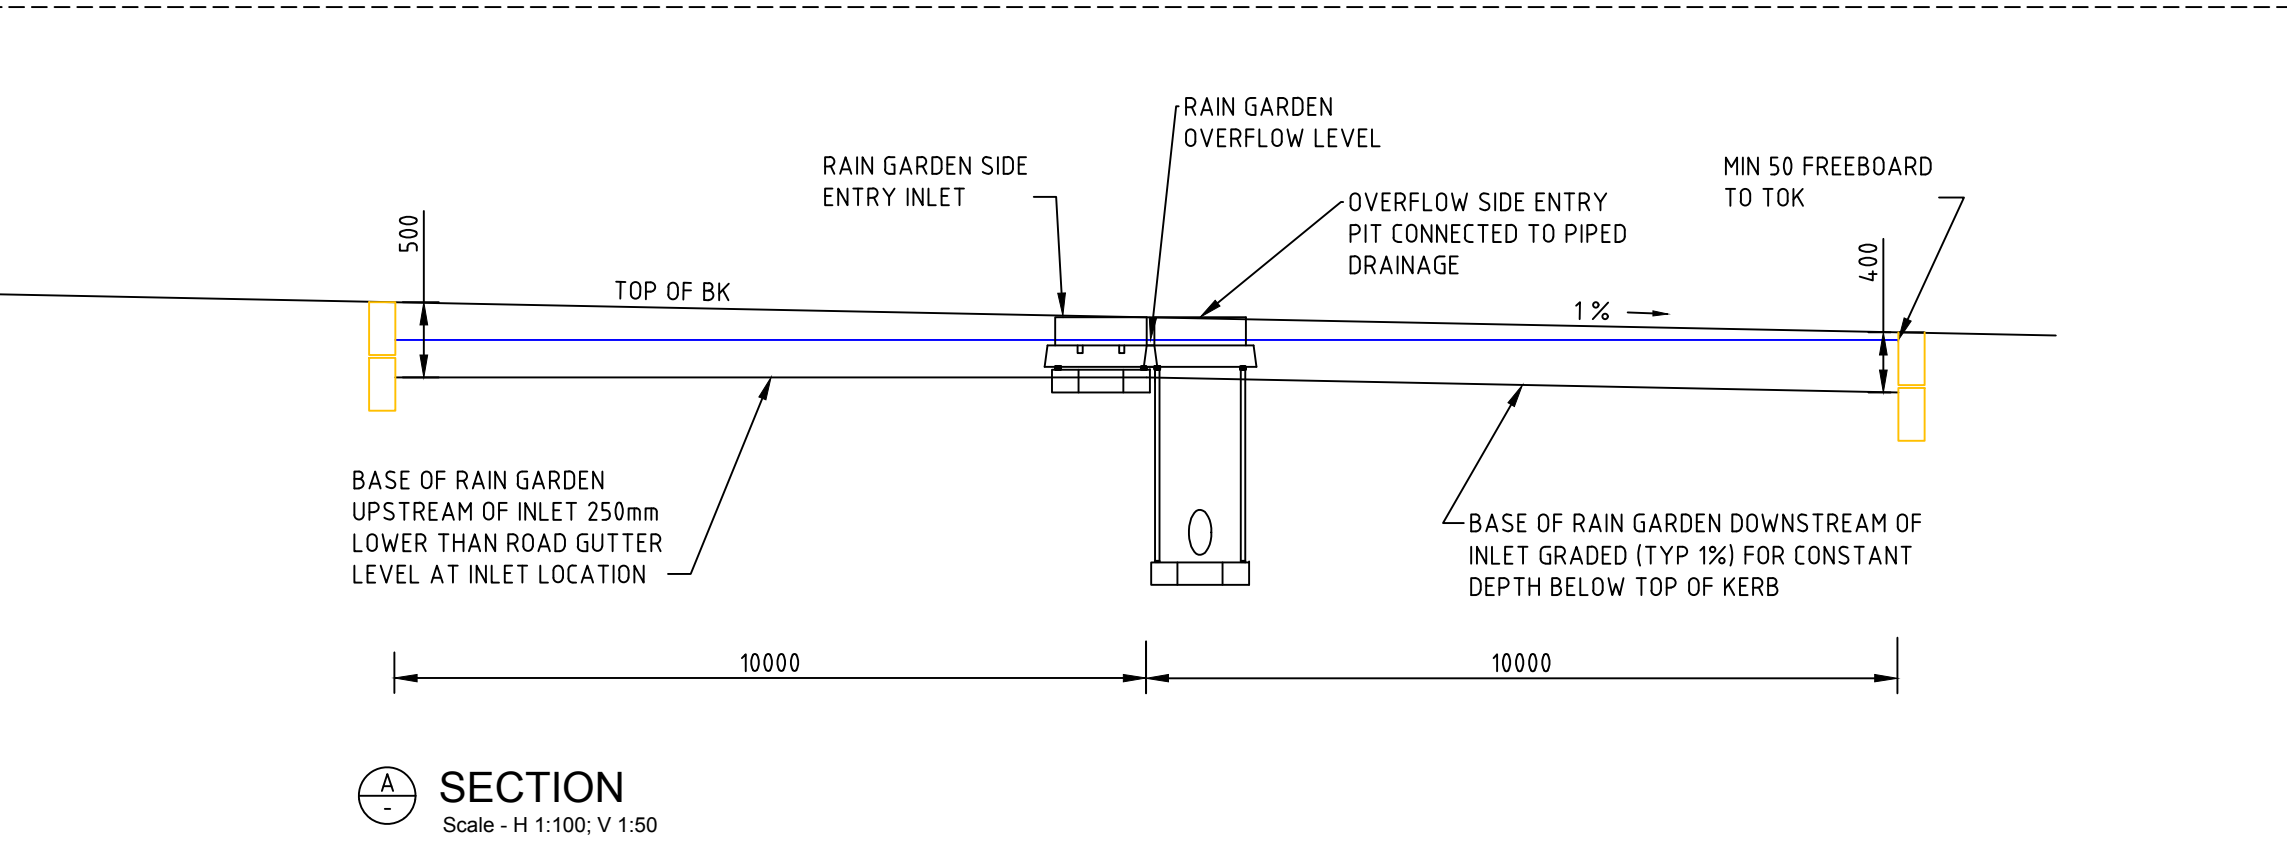 RAIN GARDEN
OVERFLOW LEVEL
RAIN GARDEN SIDE
ENTRY INLET
MIN 50 FREEBOARD
TO TOK
OVERFLOW SIDE ENTRY
PIT CONNECTED TO PIPED
DRAINAGE
500
400
TOP OF BK
1%
BASE OF RAIN GARDEN
UPSTREAM OF INLET 250mm
LOWER THAN ROAD GUTTER
LEVEL AT INLET LOCATION
BASE OF RAIN GARDEN DOWNSTREAM OF
INLET GRADED (TYP 1%) FOR CONSTANT
DEPTH BELOW TOP OF KERB
10000
10000
A
-
SECTION
Scale - H 1:100; V 1:50